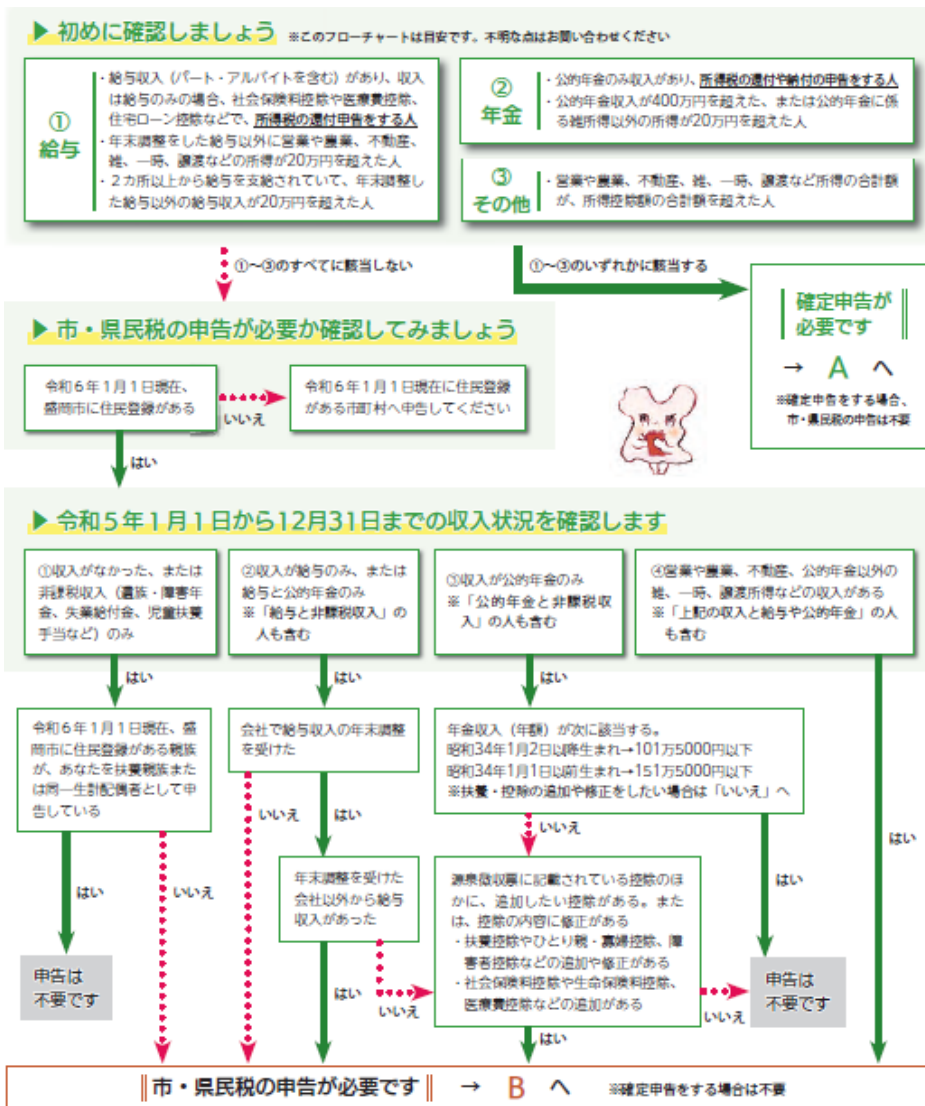 ▶ 初めに確認しましょう ※このフローチャートは目安です。不明な点はお問い合わせください
①
給与
・給与収入(パート・アルバイトを含む)があり、収入
は給与のみの場合、社会保険料控除や医療費控除、
住宅ローン控除などで、所得税の還付申告をする人
・年末調整をした給与以外に営業や農業、不動産、
雑、一時、譲渡などの所得が20万円を超えた人
・2カ所以上から給与を支給されていて、年末調整し
た給与以外の給与収入が20万円を超えた人
②
年金
・公的年金のみ収入があり、所得税の還付や納付の申告をする人
・公的年金収入が400万円を超えた、または公的年金に係
る雑所得以外の所得が20万円を超えた人
③
その他
・営業や農業、不動産、雑、一時、譲渡など所得の合計額
が、所得控除額の合計額を超えた人
①~③のすべてに該当しない
①~③のいずれかに該当する
確定申告が
必要です
→ A へ
※確定申告をする場合、
市・県民税の申告は不要
▶ 市・県民税の申告が必要か確認してみましょう
令和6年1月1日現在、
盛岡市に住民登録がある
いいえ
令和6年1月1日現在に住民登録
がある市町村へ申告してください
はい
▶ 令和5年1月1日から12月31日までの収入状況を確認します
①収入がなかった、または
非課税収入(遺族・障害年
金、失業給付金、児童扶養
手当など)のみ
②収入が給与のみ、または
給与と公的年金のみ
※「給与と非課税収入」の
人も含む
③収入が公的年金のみ
※「公的年金と非課税収
入」の人も含む
④営業や農業、不動産、公的年金以外の
雑、一時、譲渡所得などの収入がある
※「上記の収入と給与や公的年金」の人
も含む
はい
はい
はい
令和6年1月1日現在、盛
岡市に住民登録がある親族
が、あなたを扶養親族また
は同一生計配偶者として申
告している
会社で給与収入の年末調整
を受けた
年金収入(年額)が次に該当する。
昭和34年1月2日以降生まれ→101万5000円以下
昭和34年1月1日以前生まれ→151万5000円以下
※扶養・控除の追加や修正をしたい場合は「いいえ」へ
いいえ
はい
いいえ
はい
はい
いいえ
はい
年末調整を受けた
会社以外から給与
収入があった
源泉徴収票に記載されている控除のほ
かに、追加したい控除がある。また
は、控除の内容に修正がある
・扶養控除やひとり親・寡婦控除、障
害者控除などの追加や修正がある
・社会保険料控除や生命保険料控除、
医療費控除などの追加がある
申告は
不要です
はい
いいえ
いいえ
申告は
不要です
はい
市・県民税の申告が必要です → B へ ※確定申告をする場合は不要